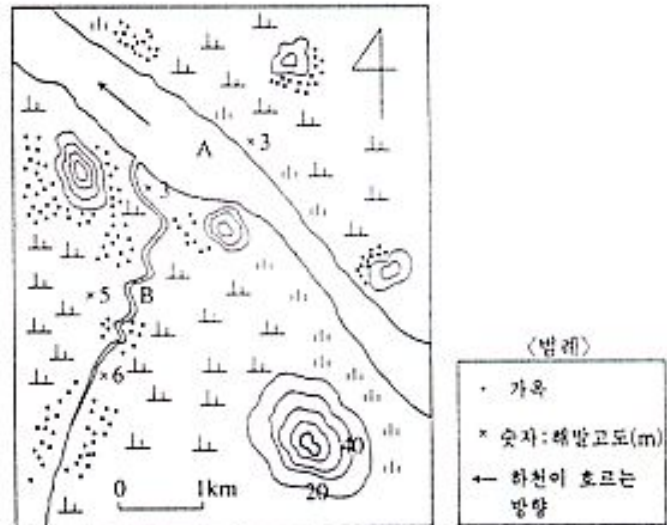 A
× 3
× 3
× 5
B
× 6
40
20
0 1km
〈범례〉
· 가옥
× 숫자:해발고도(m)
← 하천이 흐르는
방향